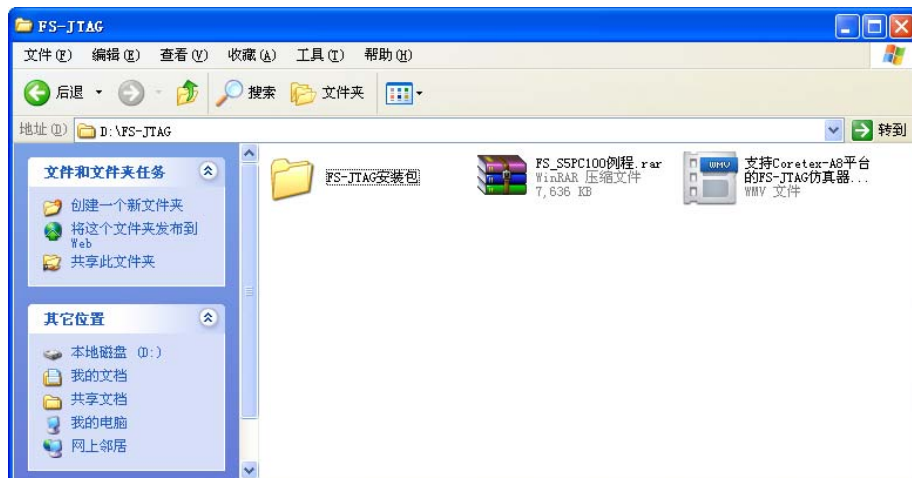 FS-JTAG
文件(F) 编辑(E) 查看(V) 收藏(A) 工具(T) 帮助(H)
后退 搜索 文件夹
地址(D) D:\FS-JTAG 转到
文件和文件夹任务
创建一个新文件夹
将这个文件夹发布到
Web
共享此文件夹
其它位置
本地磁盘 (D:)
我的文档
共享文档
我的电脑
网上邻居
FS-JTAG安装包
FS_S5PC100例程.rar
WinRAR 压缩文件
7,636 KB
WMV
支持Coretex-A8平台
的FS-JTAG仿真器...
WMV 文件